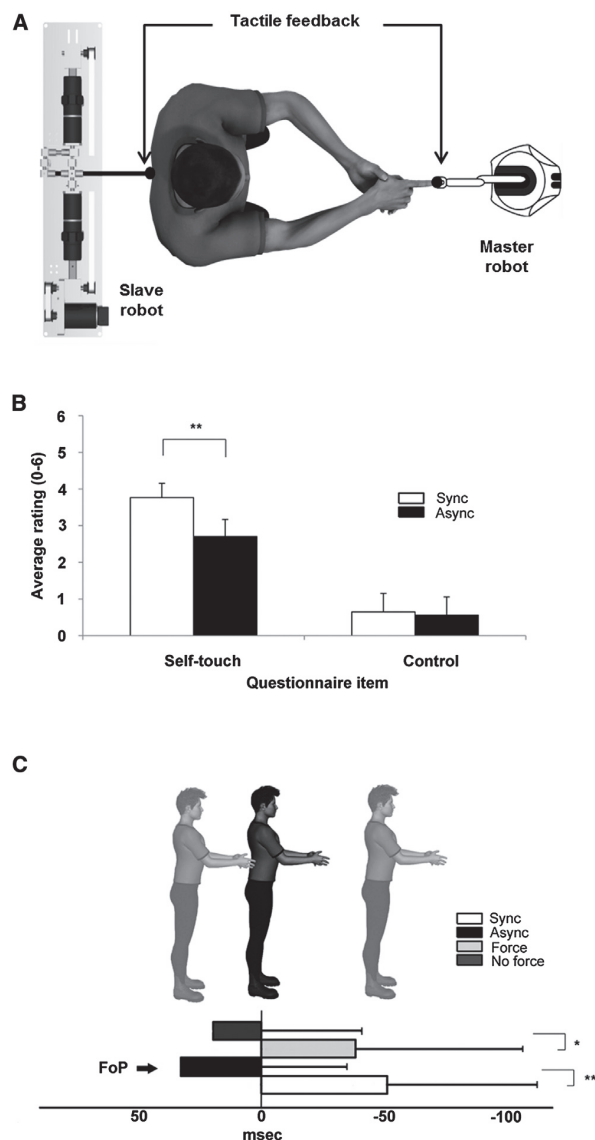 A
Tactile feedback
Master
robot
Slave
robot
B
Average rating (0-6)
6
5
4
3
2
1
0
**
Sync
Async
Self-touch
Control
Questionnaire item
C
Sync
Async
Force
No force
*
FoP
**
50
0
-50
-100
msec